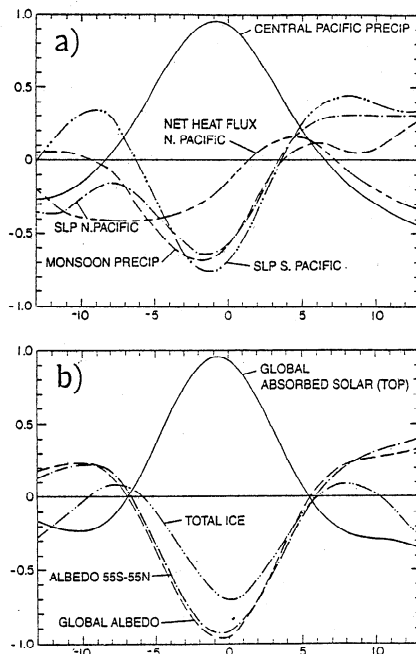 a)
1.0
0.5
0
-0.5
-1.0
CENTRAL PACIFIC PRECIP
NET HEAT FLUX
N. PACIFIC
SLP N.PACIFIC
MONSOON PRECIP
SLP S. PACIFIC
-10
-5
0
5
10
b)
1.0
0.5
0
-0.5
-1.0
GLOBAL
ABSORBED SOLAR (TOP)
TOTAL ICE
ALBEDO 55S-55N
GLOBAL ALBEDO
-10
-5
0
5
10